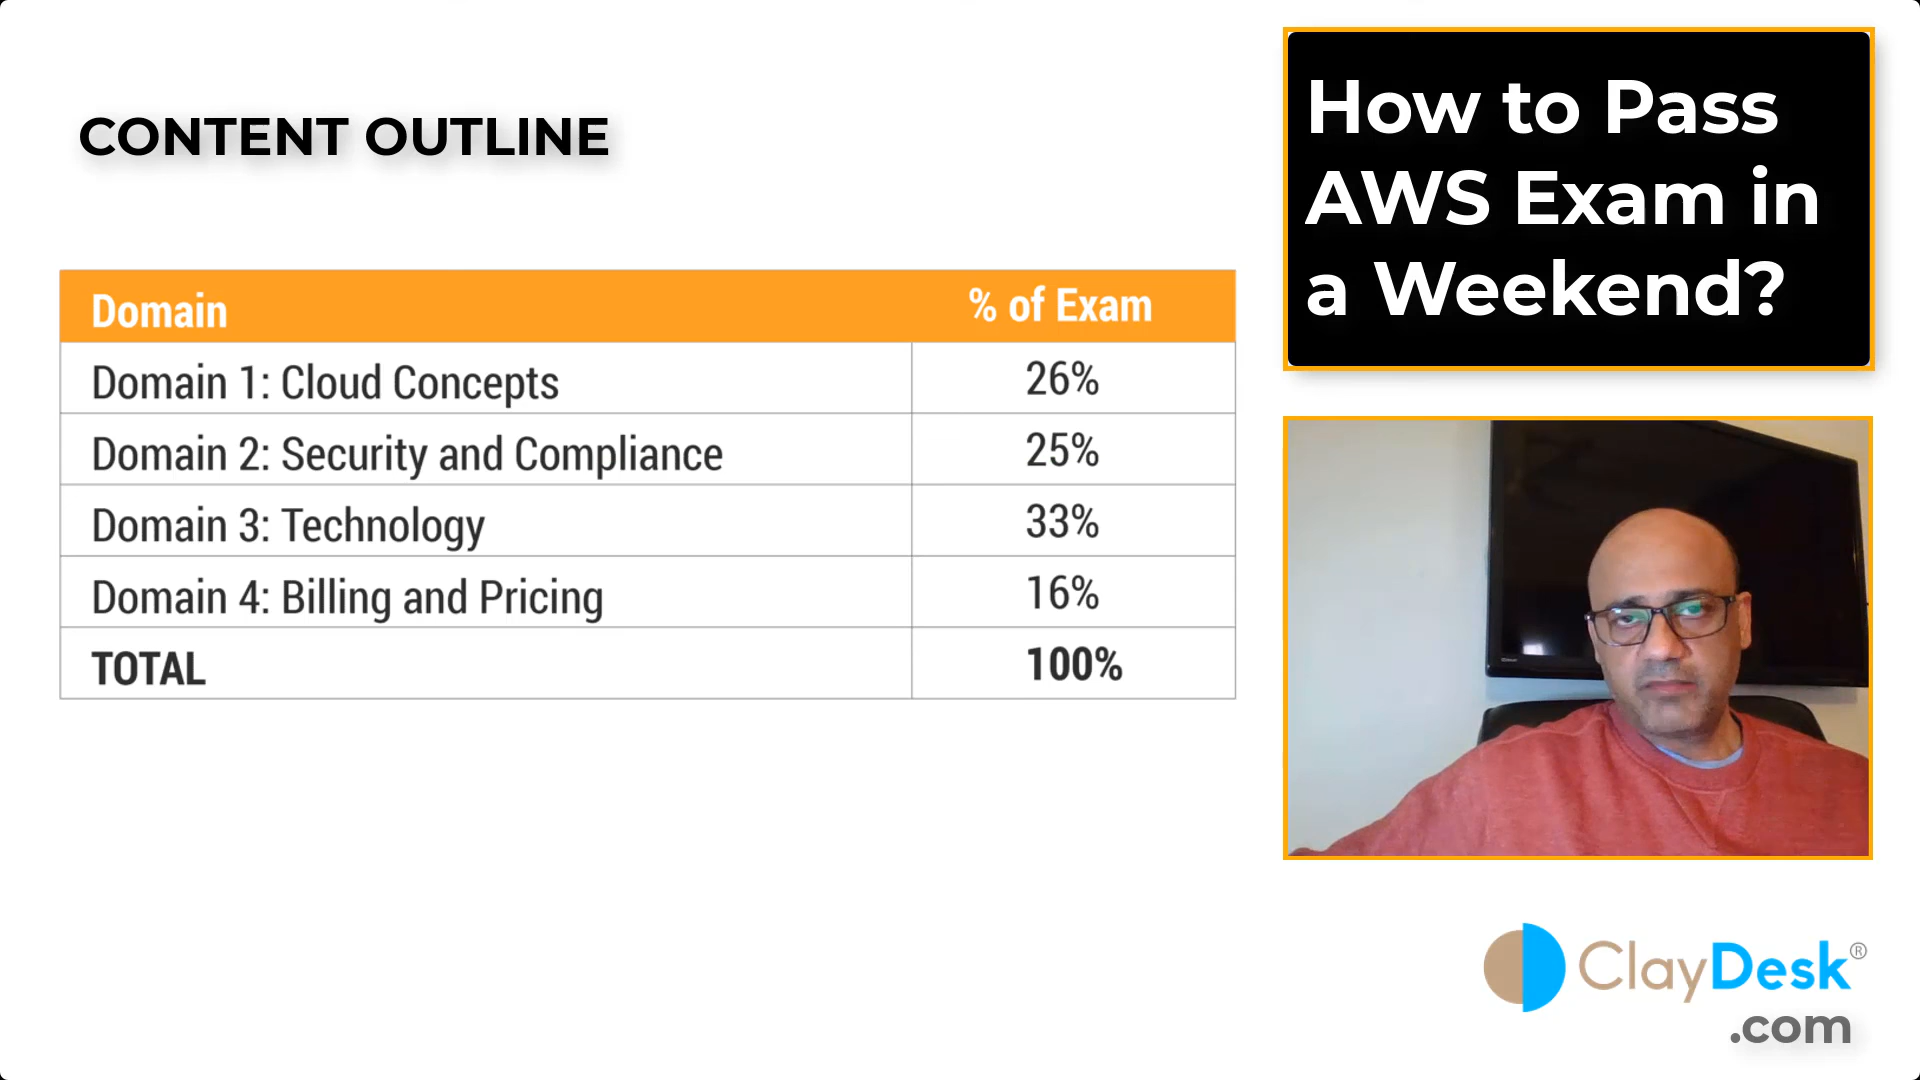 CONTENT OUTLINE
Domain % of Exam
Domain 1: Cloud Concepts 26%
Domain 2: Security and Compliance 25%
Domain 3: Technology 33%
Domain 4: Billing and Pricing 16%
TOTAL 100%
How to Pass
AWS Exam in
a Weekend?
ClayDesk®
.com